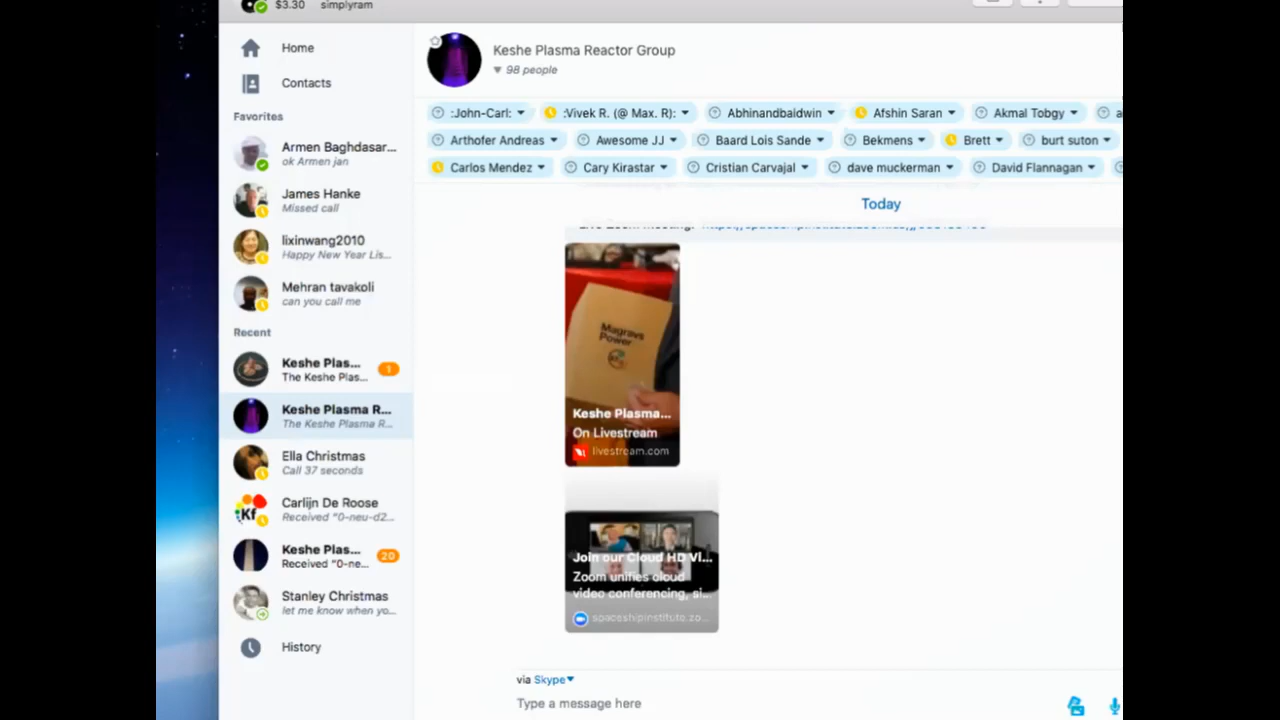 $3.30 simplyram
Home
Contacts
Favorites
Armen Baghdasar...
ok Armen jan
James Hanke
Missed call
lixinwang2010
Happy New Year Lis...
Mehran tavakoli
can you call me
Recent
Keshe Plas...
The Keshe Plas...
1
Keshe Plasma R...
The Keshe Plasma R...
Ella Christmas
Call 37 seconds
Carlijn De Roose
Received "0-neu-d2...
Keshe Plas...
Received "0-ne...
20
Stanley Christmas
let me know when yo...
History
Keshe Plasma Reactor Group
98 people
:John-Carl: :Vivek R. (@ Max. R): Abhinandbaidwin Afshin Saran Akmal Tobgy
Arthofer Andreas Awesome JJ Baard Lois Sande Bekmens Brett burt suton
Carlos Mendez Cary Kirastar Cristian Carvajal dave muckerman David Flannagan
Today
Magravs
Power
Keshe Plasma...
On Livestream
livestream.com
Join our Cloud HD Vi...
Zoom unifies cloud
video conferencing, si...
spaceshipinstitute.zo...
via Skype
Type a message here